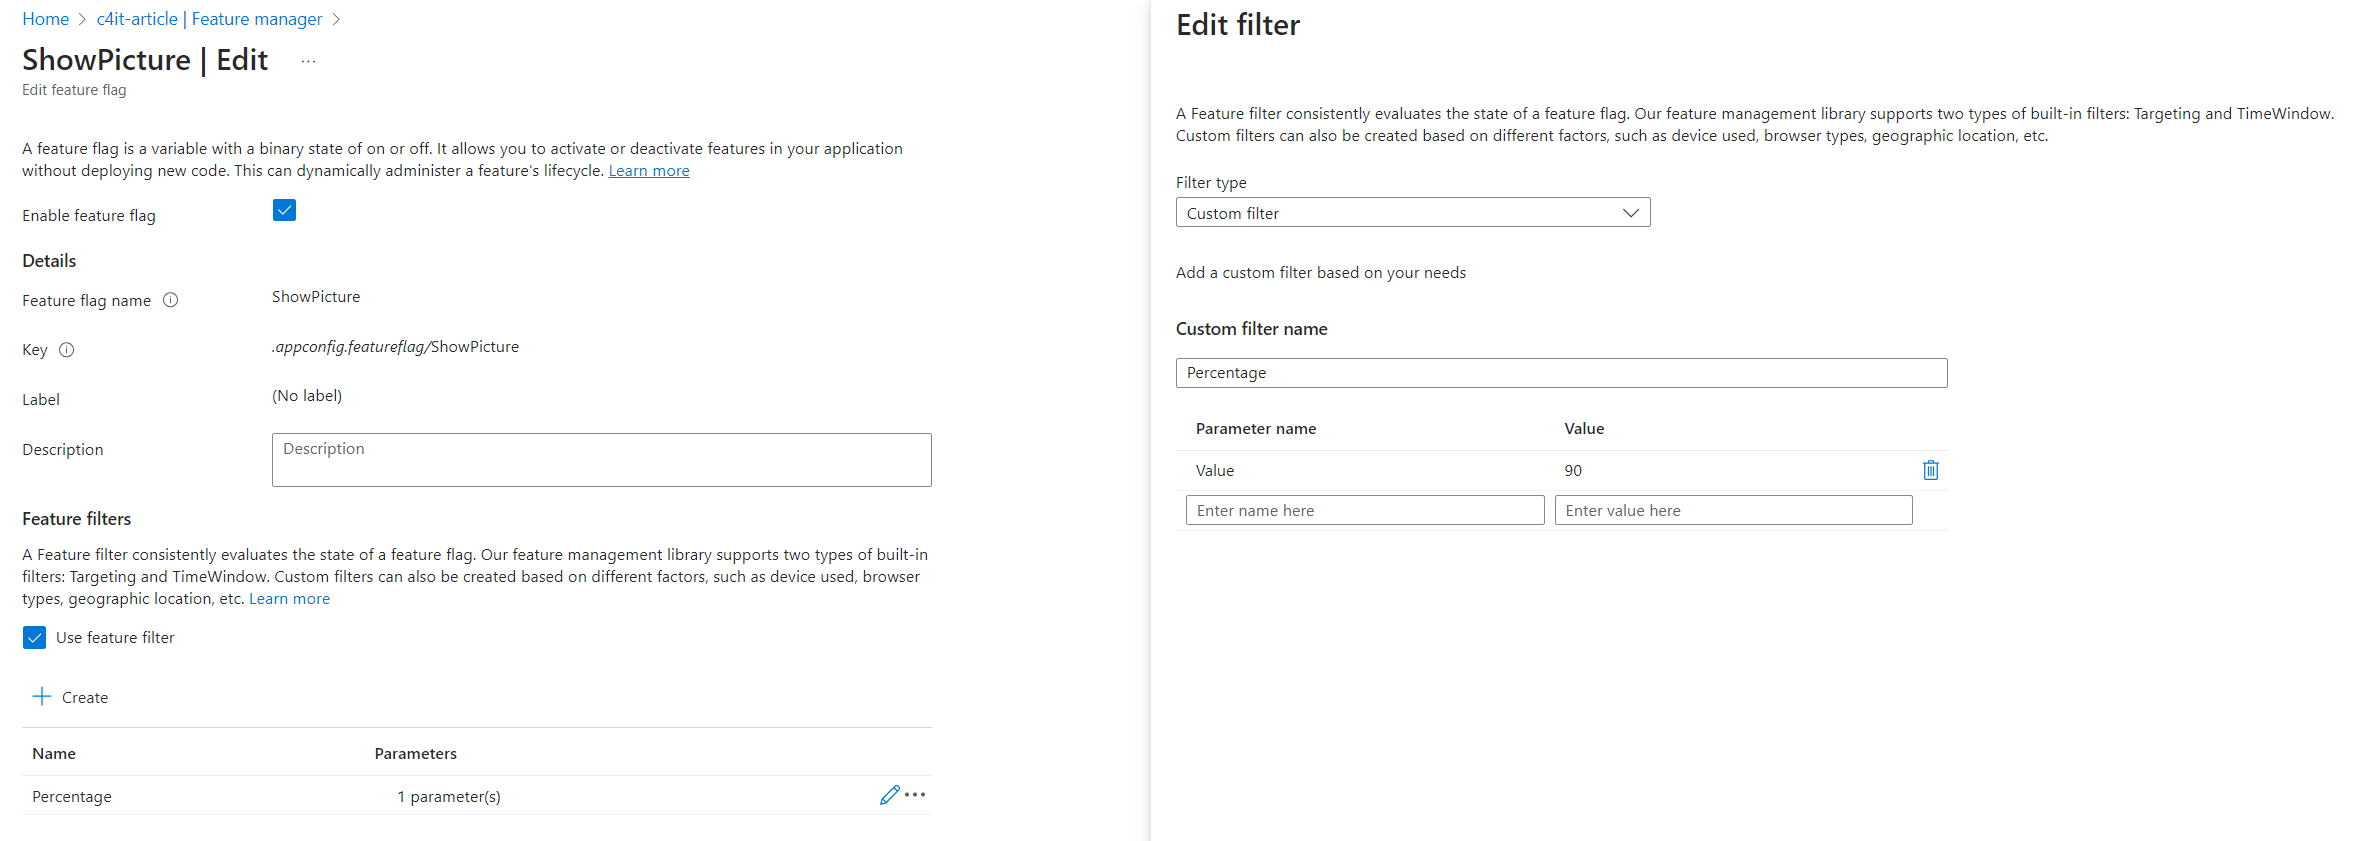 Home > c4it-article | Feature manager >
ShowPicture | Edit ...
Edit feature flag
A feature flag is a variable with a binary state of on or off. It allows you to activate or deactivate features in your application
without deploying new code. This can dynamically administer a feature's lifecycle. Learn more
Enable feature flag
Details
Feature flag name ShowPicture
Key .appconfig.featureflag/ShowPicture
Label (No label)
Description Description
Feature filters
A Feature filter consistently evaluates the state of a feature flag. Our feature management library supports two types of built-in
filters: Targeting and TimeWindow. Custom filters can also be created based on different factors, such as device used, browser
types, geographic location, etc. Learn more
Use feature filter
Create
Name Parameters
Percentage 1 parameter(s)
Edit filter
A Feature filter consistently evaluates the state of a feature flag. Our feature management library supports two types of built-in filters: Targeting and TimeWindow.
Custom filters can also be created based on different factors, such as device used, browser types, geographic location, etc.
Filter type
Custom filter
Add a custom filter based on your needs
Custom filter name
Percentage
Parameter name Value
Value 90
Enter name here Enter value here